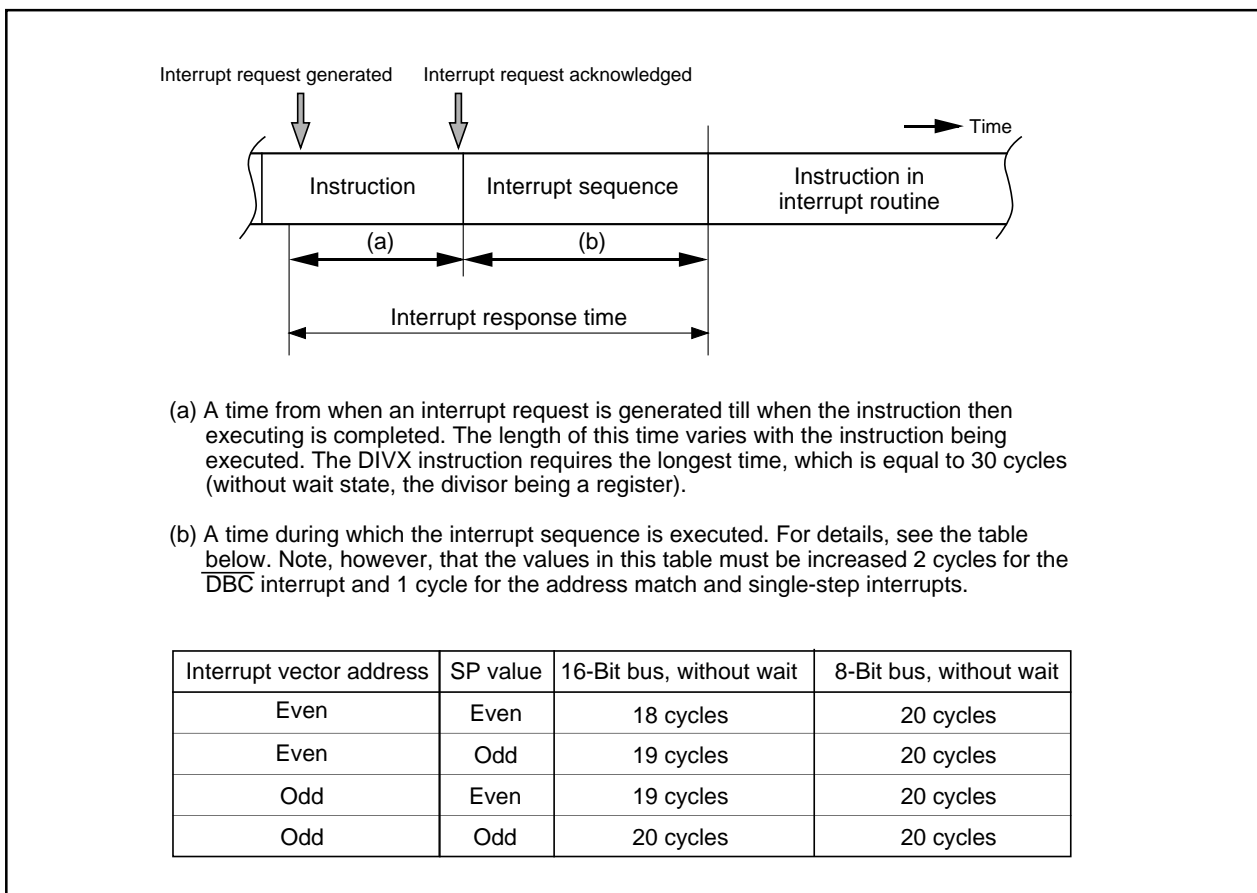 Interrupt request generated Interrupt request acknowledged
Time
Instruction Interrupt sequence Instruction in
interrupt routine
(a) (b)
Interrupt response time
(a) A time from when an interrupt request is generated till when the instruction then
executing is completed. The length of this time varies with the instruction being
executed. The DIVX instruction requires the longest time, which is equal to 30 cycles
(without wait state, the divisor being a register).
(b) A time during which the interrupt sequence is executed. For details, see the table
below. Note, however, that the values in this table must be increased 2 cycles for the
DBC interrupt and 1 cycle for the address match and single-step interrupts.
Interrupt vector address SP value 16-Bit bus, without wait 8-Bit bus, without wait
Even Even 18 cycles 20 cycles
Even Odd 19 cycles 20 cycles
Odd Even 19 cycles 20 cycles
Odd Odd 20 cycles 20 cycles